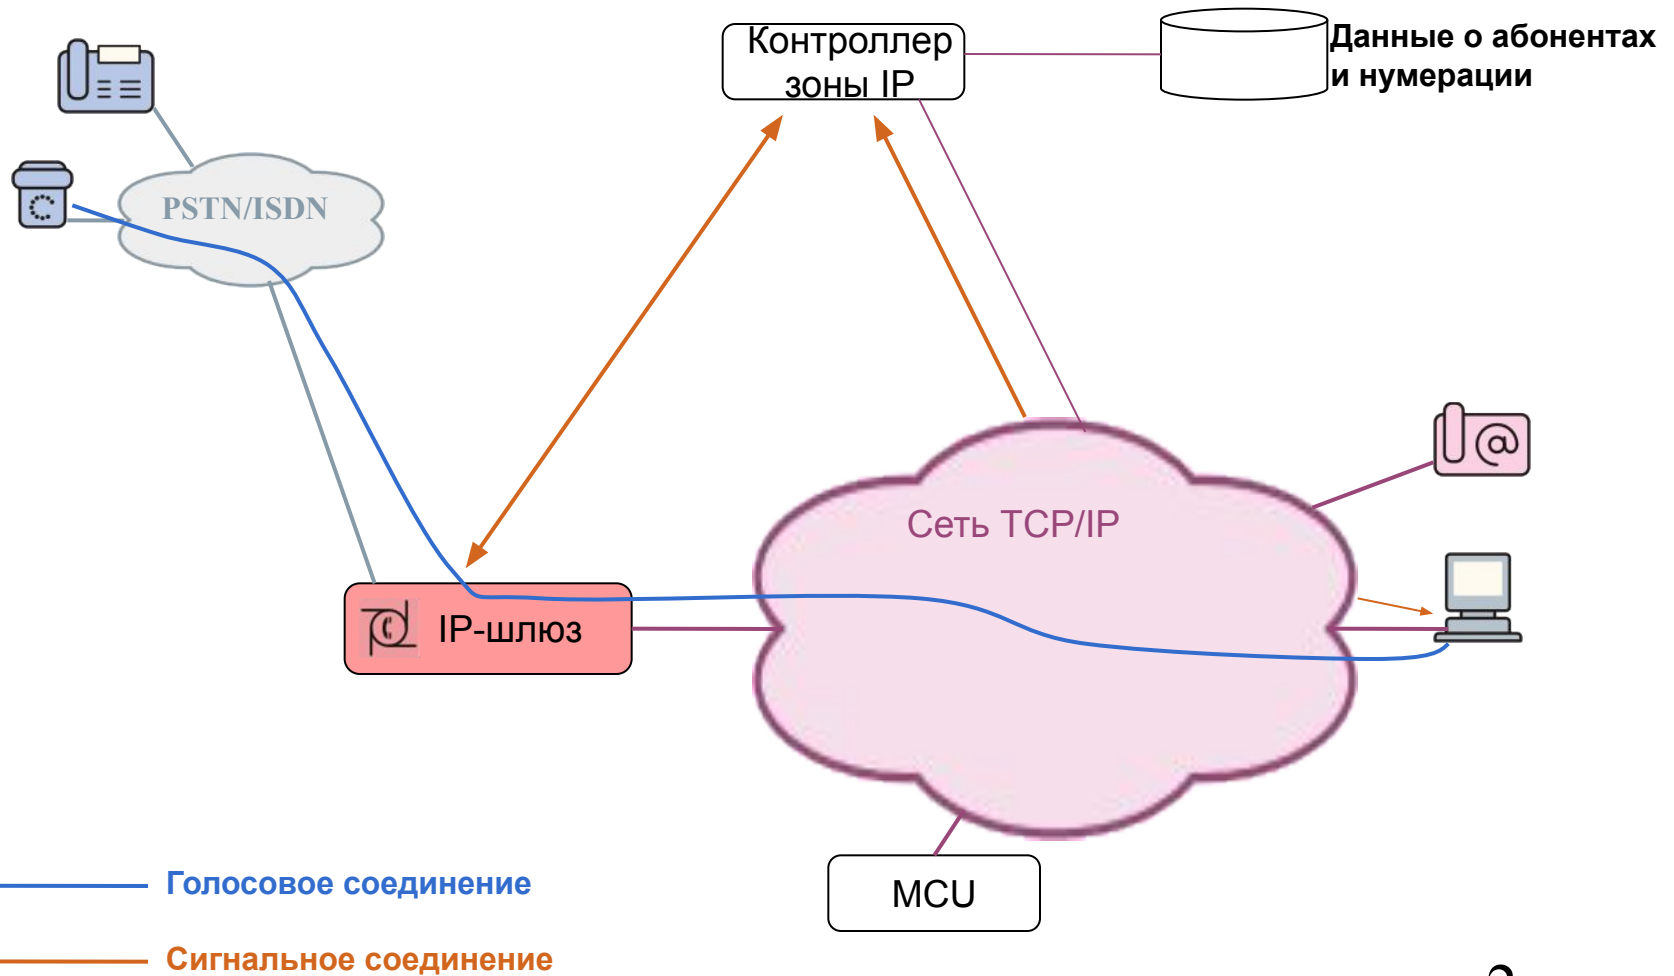 Контроллер
зоны IP
Данные о абонентах
и нумерации
PSTN/ISDN
@
Сеть TCP/IP
IP-шлюз
MCU
Голосовое соединение
Сигнальное соединение